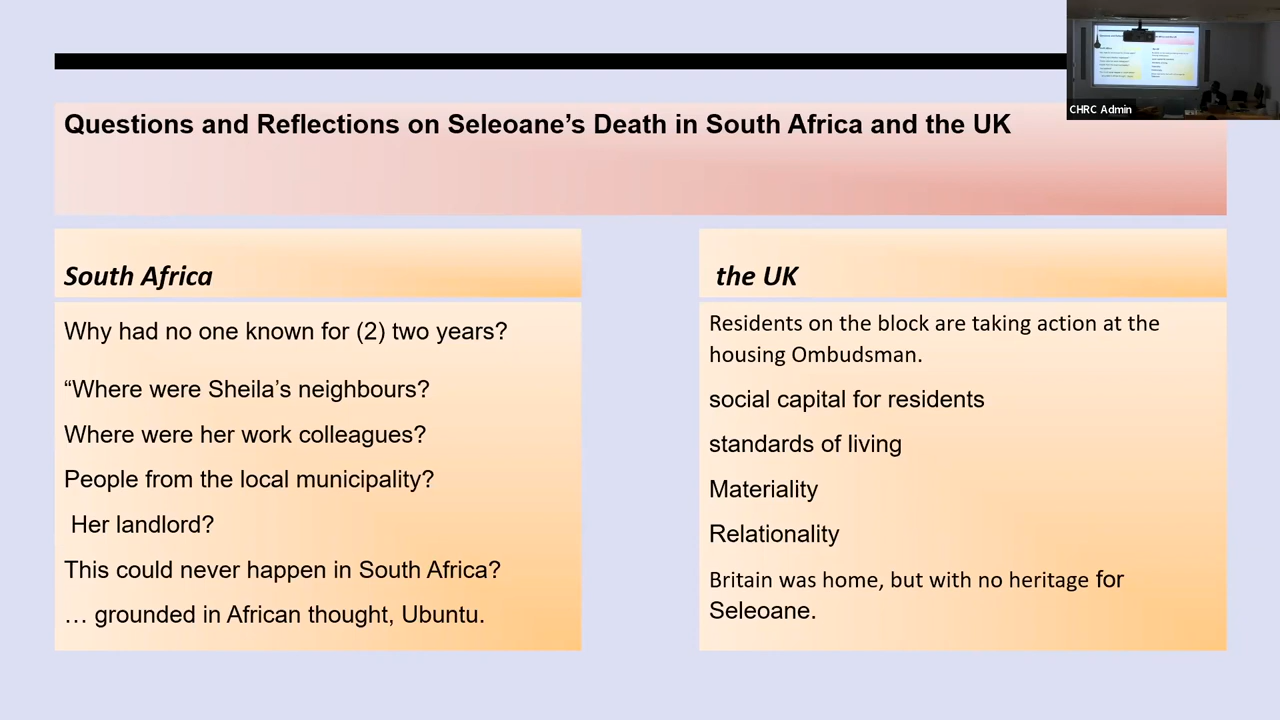 Questions and Reflections on Seleoane’s Death in South Africa and the UK
CHRC Admin
South Africa
Why had no one known for (2) two years?
“Where were Sheila’s neighbours?
Where were her work colleagues?
People from the local municipality?
Her landlord?
This could never happen in South Africa?
… grounded in African thought, Ubuntu.
the UK
Residents on the block are taking action at the
housing Ombudsman.
social capital for residents
standards of living
Materiality
Relationality
Britain was home, but with no heritage for
Seleoane.